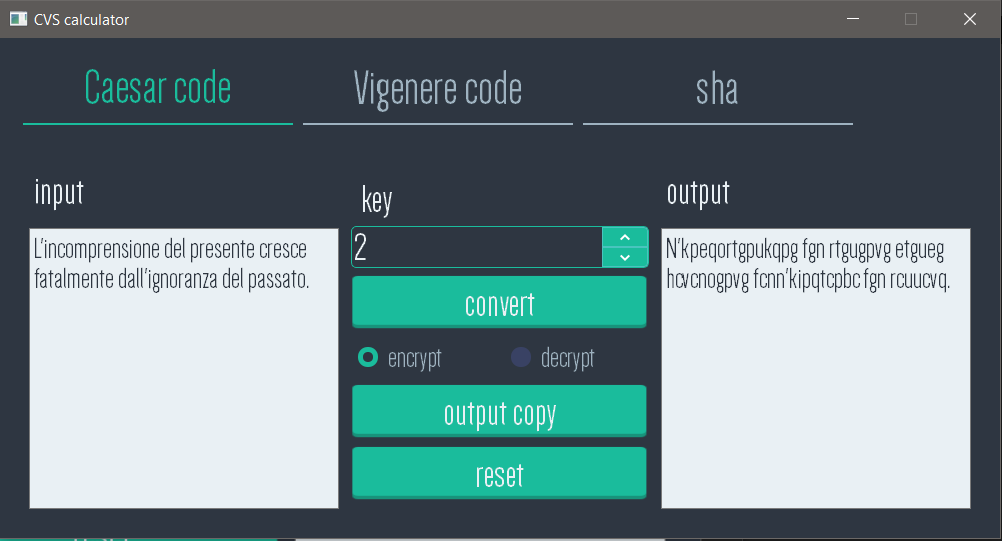 CVS calculator
Caesar code
Vigenere code
sha
input
key
output
L'incomprensione del presente cresce
fatalmente dall'ignoranza del passato.
2
N'kpeqortgpukqpg fgn rtgugpvg etgueg
hcvcnogpvg fcnn'kipqtcpbc fgn rcuucvq.
convert
encrypt
decrypt
output copy
reset